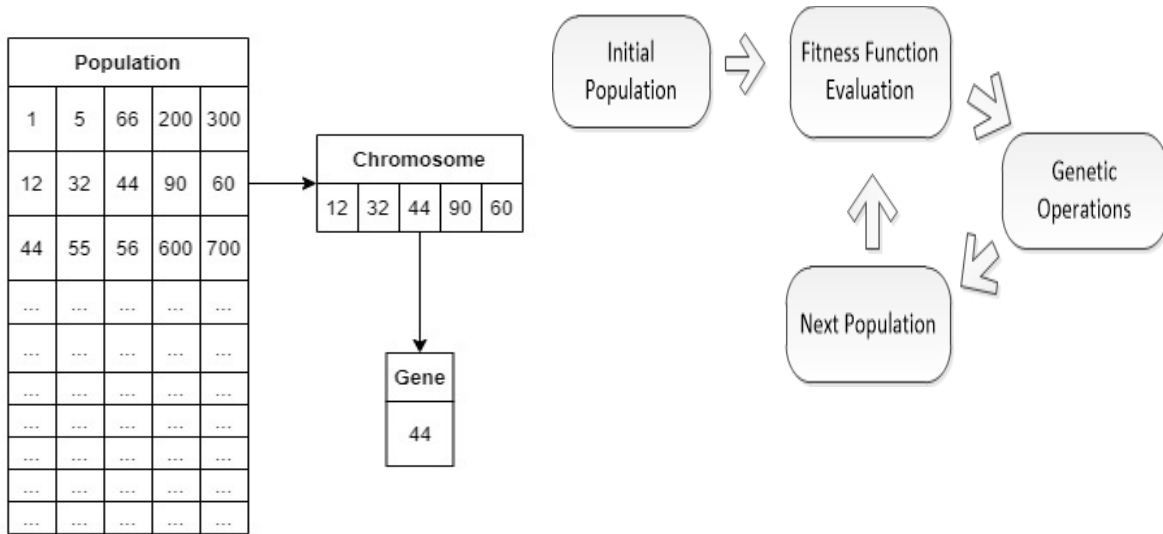 Population
1 5 66 200 300
12 32 44 90 60
44 55 56 600 700
... ... ... ... ...
... ... ... ... ...
... ... ... ... ...
... ... ... ... ...
... ... ... ... ...
... ... ... ... ...
... ... ... ... ...
Chromosome
12 32 44 90 60
Gene
44
Initial
Population
Fitness Function
Evaluation
Genetic
Operations
Next Population